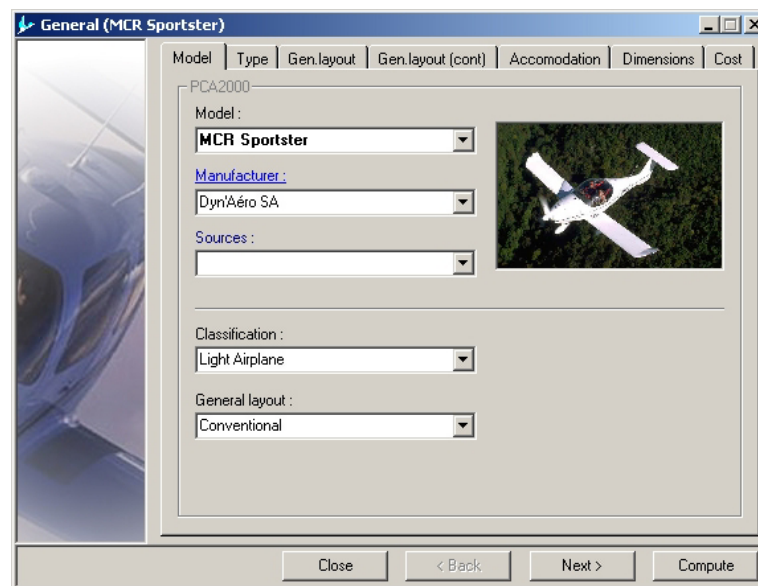 General (MCR Sportster)
Model Type Gen.layout Gen.layout (cont) Accomodation Dimensions Cost
PCA2000
Model :
MCR Sportster
Manufacturer :
Dyn'Aéro SA
Sources :
Classification :
Light Airplane
General layout :
Conventional
Close < Back Next > Compute